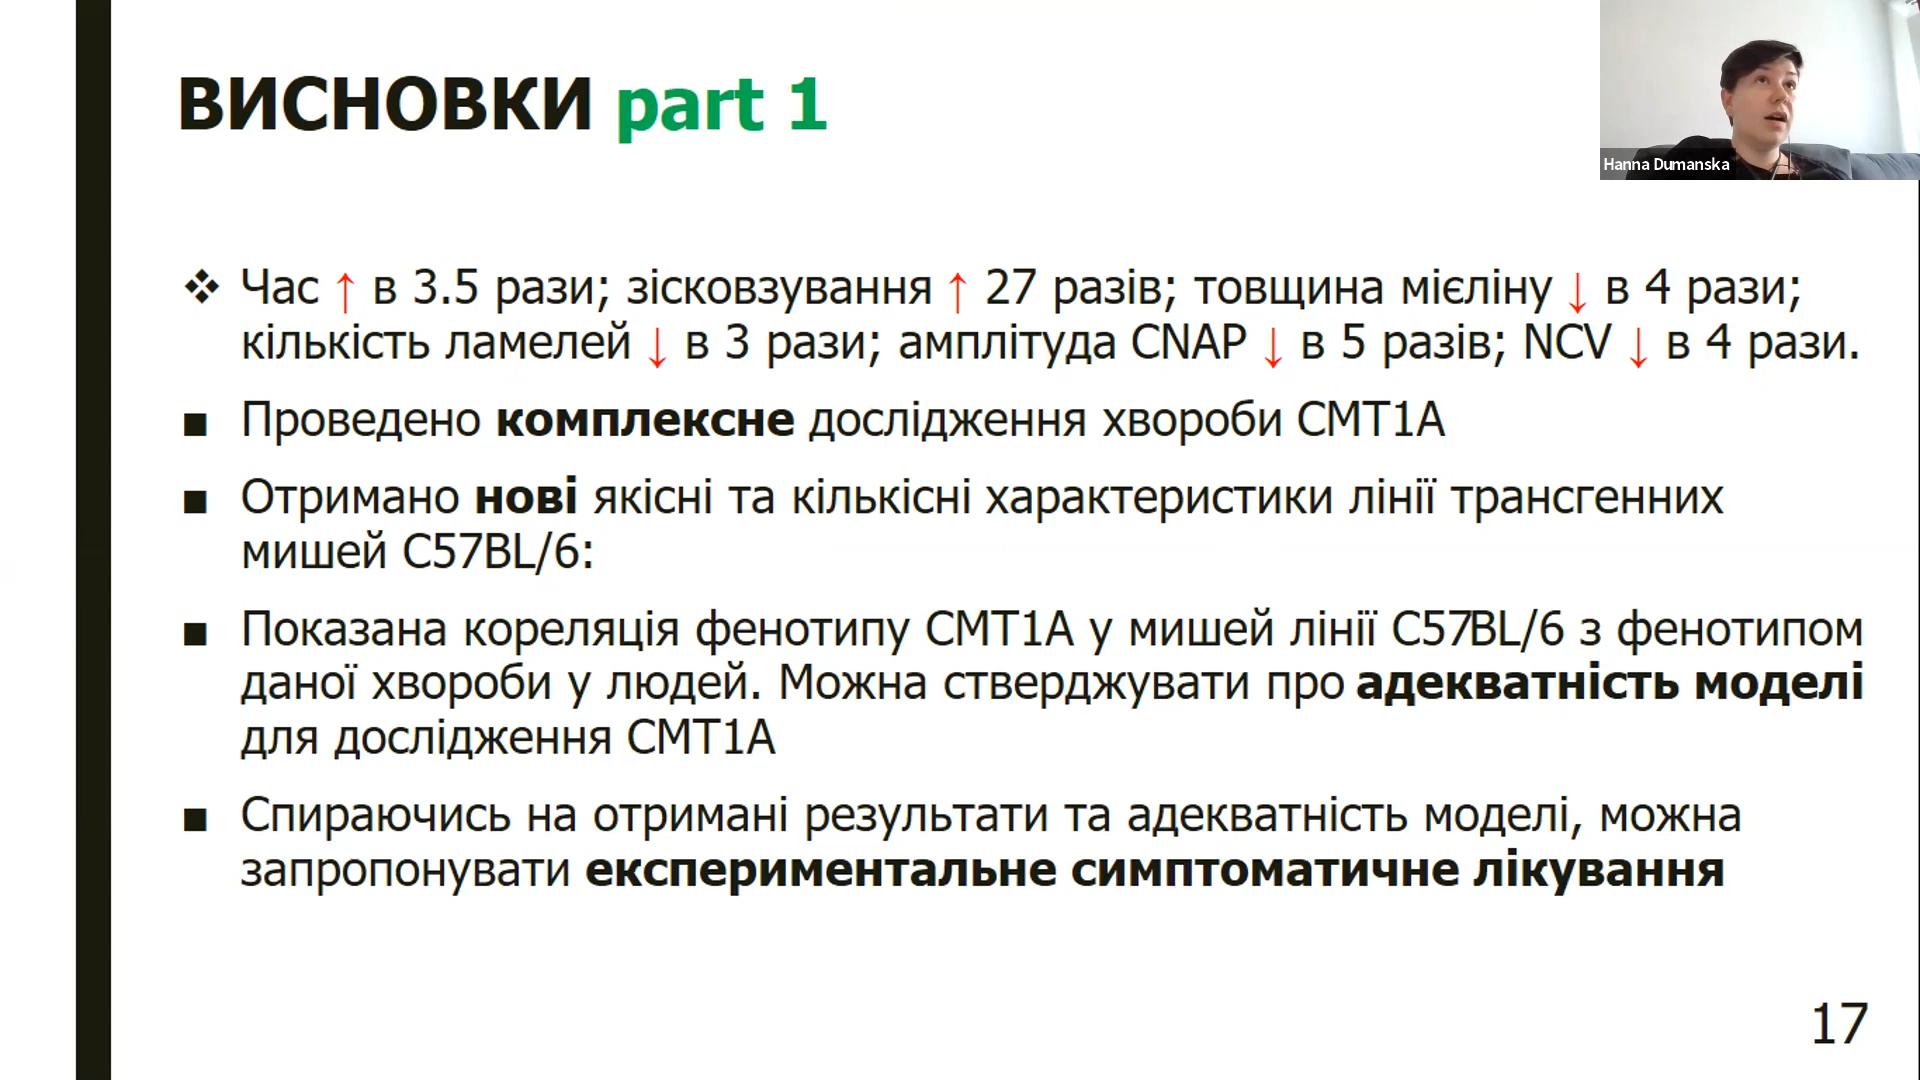 ВИСНОВКИ part 1
Hanna Dumanska
❖ Час ↑ в 3.5 рази; зісковзування ↑ 27 разів; товщина мієліну ↓ в 4 рази;
кількість ламелей ↓ в 3 рази; амплітуда CNAP ↓ в 5 разів; NCV ↓ в 4 рази.
▪ Проведено комплексне дослідження хвороби СМТ1А
▪ Отримано нові якісні та кількісні характеристики лінії трансгенних
мишей C57BL/6:
▪ Показана кореляція фенотипу СМТ1А у мишей лінії C57BL/6 з фенотипом
даної хвороби у людей. Можна стверджувати про адекватність моделі
для дослідження СМТ1А
▪ Спираючись на отримані результати та адекватність моделі, можна
запропонувати експериментальне симптоматичне лікування
17